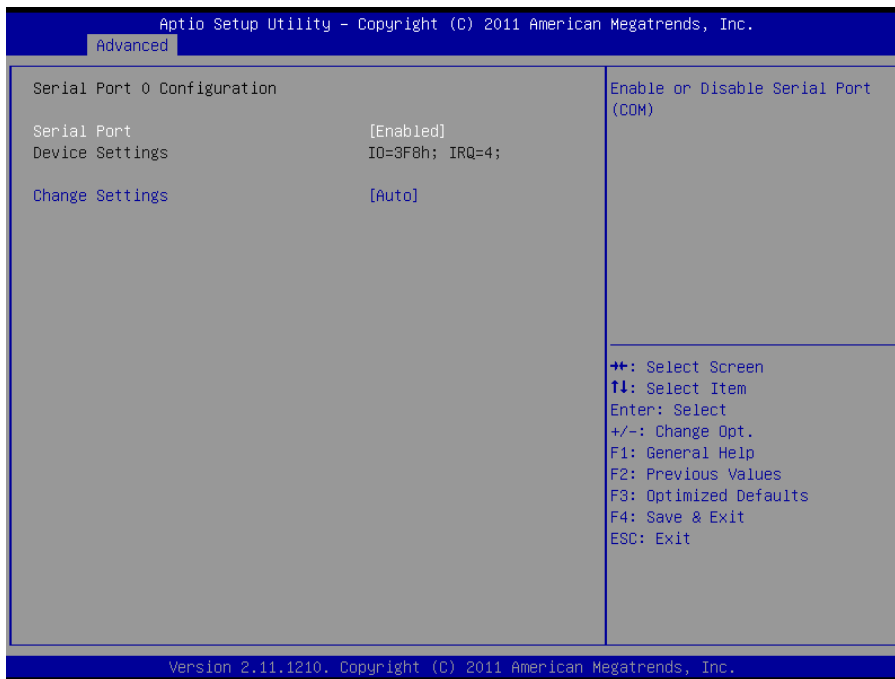 Aptio Setup Utility – Copyright (C) 2011 American Megatrends, Inc.
Advanced
Serial Port 0 Configuration
Serial Port [Enabled]
Device Settings IO=3F8h; IRQ=4;
Change Settings [Auto]
Enable or Disable Serial Port
(COM)
→←: Select Screen
↑↓: Select Item
Enter: Select
+/-: Change Opt.
F1: General Help
F2: Previous Values
F3: Optimized Defaults
F4: Save & Exit
ESC: Exit
Version 2.11.1210. Copyright (C) 2011 American Megatrends, Inc.